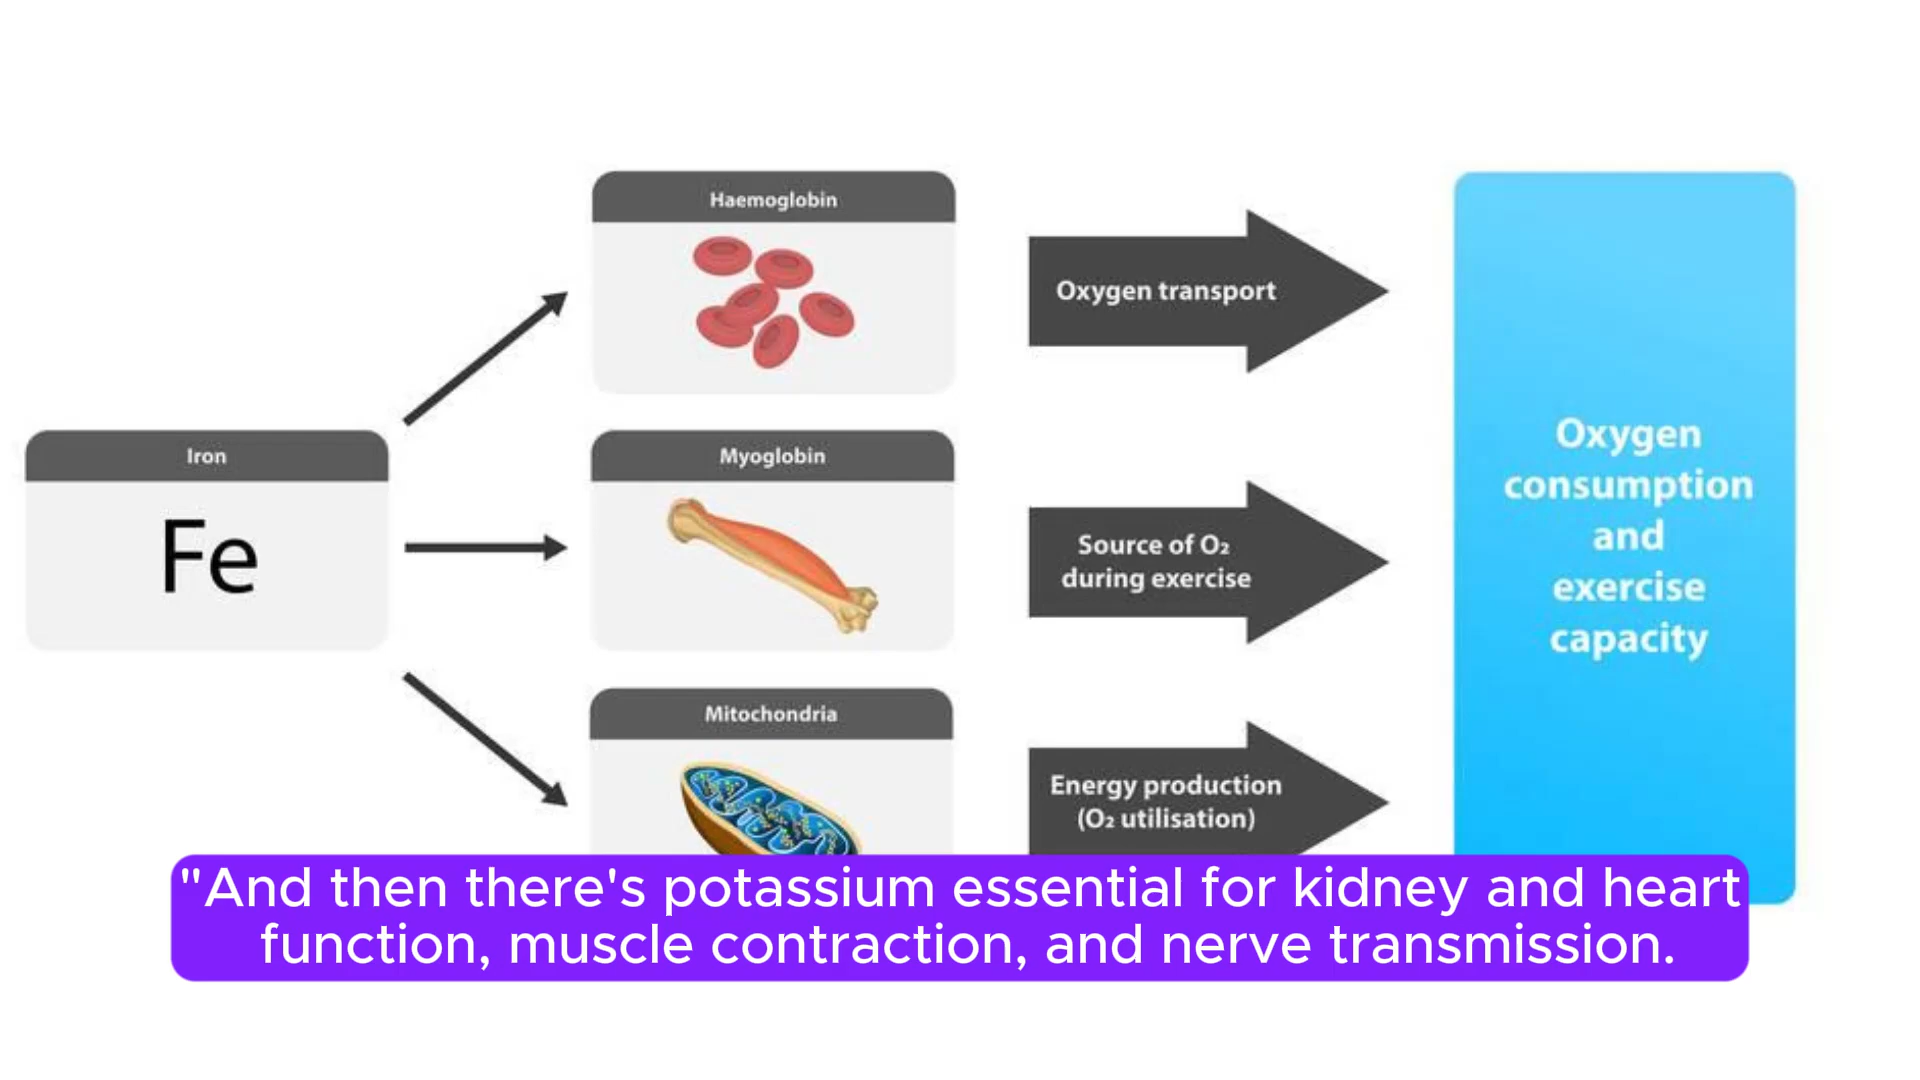 Haemoglobin
Oxygen transport
Iron
Fe
Myoglobin
Source of O₂
during exercise
Mitochondria
Energy production
(O₂ utilisation)
Oxygen
consumption
and
exercise
capacity
"And then there's potassium essential for kidney and heart
function, muscle contraction, and nerve transmission.